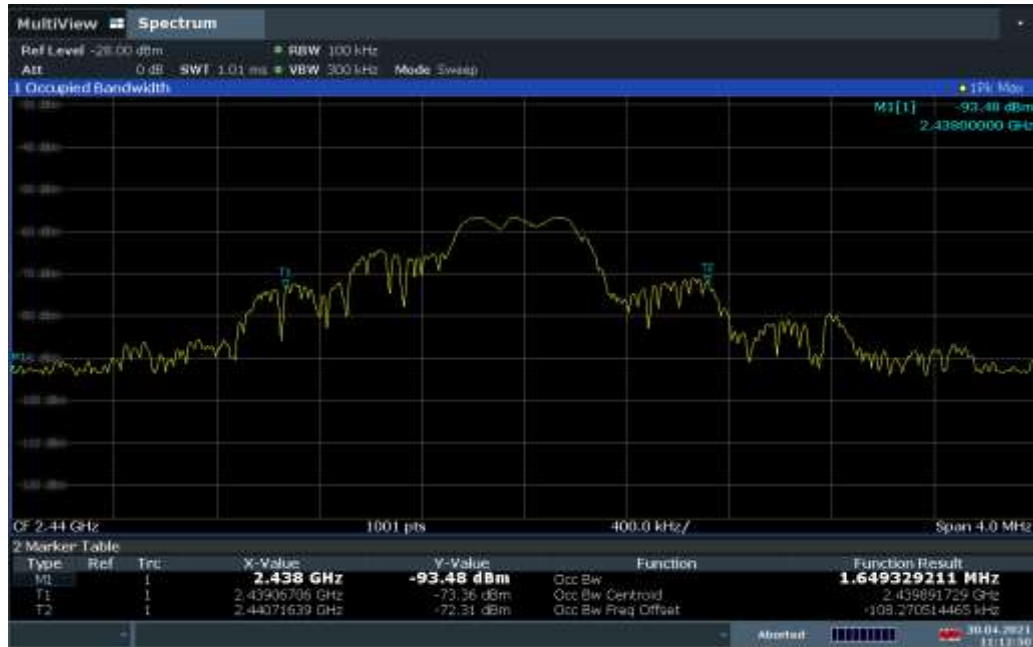 MultiView Spectrum
Ref Level -28.00 dBm RBW 100 kHz
Att 0 dB SWT 1.01 ms VBW 300 kHz Mode Sweep
1 Occupied Bandwidth 1Pk Max
M1[1] -93.48 dBm
2.43800000 GHz
T1
T2
M1
CF 2.44 GHz 1001 pts 400.0 kHz/ Span 4.0 MHz
2 Marker Table
Type Ref Trc X-Value Y-Value Function Function Result
M1 1 2.438 GHz -93.48 dBm Occ Bw 1.649329211 MHz
T1 1 2.43906706 GHz -73.36 dBm Occ Bw Centroid 2.439891729 GHz
T2 1 2.44071639 GHz -72.31 dBm Occ Bw Freq Offset -108.270514465 kHz
Aborted 30.04.2021
11:12:50